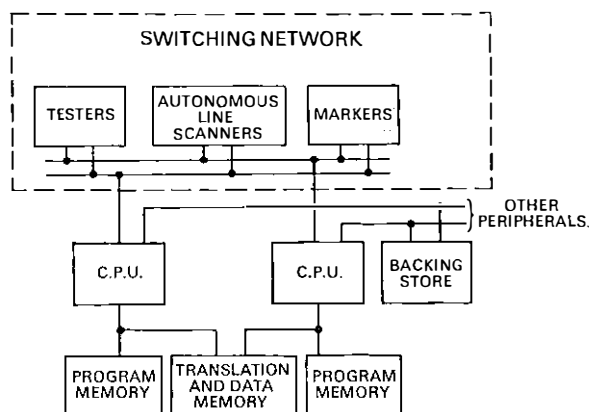 SWITCHING NETWORK
TESTERS
AUTONOMOUS
LINE
SCANNERS
MARKERS
OTHER
PERIPHERALS.
C.P.U.
C.P.U.
BACKING
STORE
PROGRAM
MEMORY
TRANSLATION
AND DATA
MEMORY
PROGRAM
MEMORY